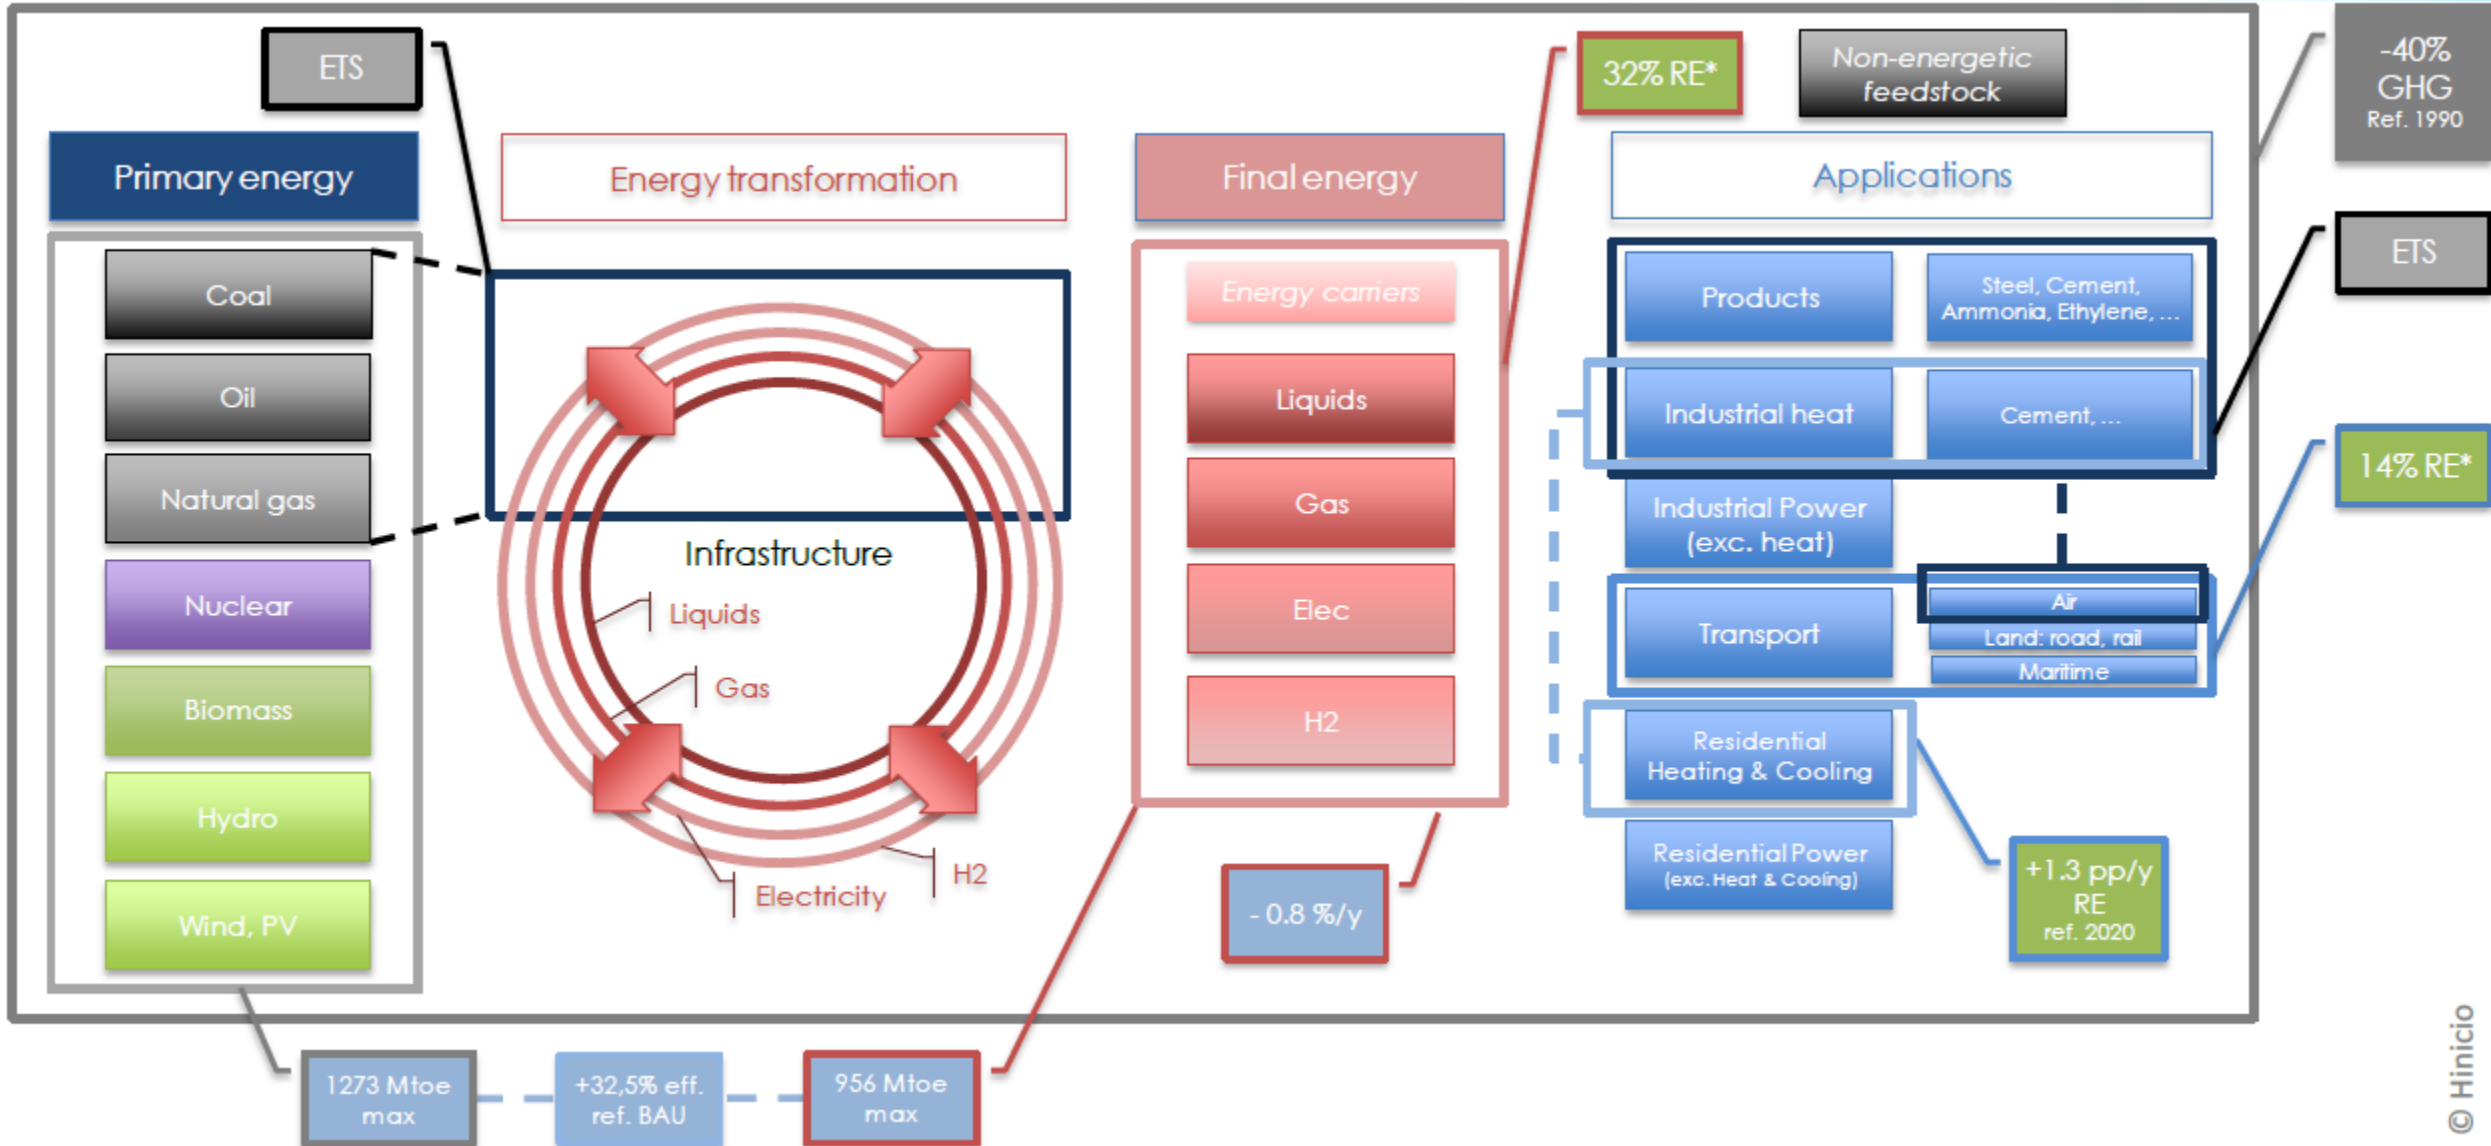 ETS
32% RE*
Non-energetic
feedstock
-40%
GHG
Ref. 1990
Primary energy
Energy transformation
Final energy
Applications
ETS
Coal
Oil
Natural gas
Nuclear
Biomass
Hydro
Wind, PV
Infrastructure
Liquids
Gas
Electricity
H2
Energy carriers
Liquids
Gas
Elec
H2
Products
Steel, Cement,
Ammonia, Ethylene, ...
Industrial heat
Cement, ...
Industrial Power
(exc. heat)
Transport
Air
Land: road, rail
Maritime
Residential
Heating & Cooling
Residential Power
(exc. Heat & Cooling)
14% RE*
+1.3 pp/y
RE
ref. 2020
- 0.8 %/y
1273 Mtoe
max
+32,5% eff.
ref. BAU
956 Mtoe
max
© Hinicio